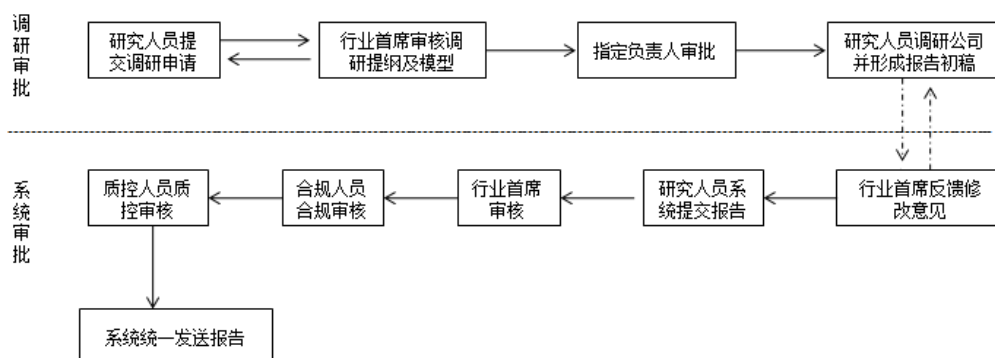 调研审批
研究人员提
交调研申请
行业首席审核调
研提纲及模型
指定负责人审批
研究人员调研公司
并形成报告初稿
系统审批
质控人员质
控审核
合规人员
合规审核
行业首席
审核
研究人员系
统提交报告
行业首席反馈修
改意见
系统统一发送报告